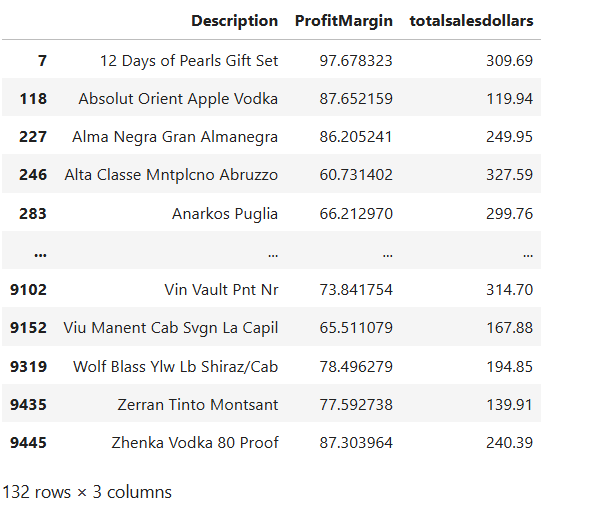 Description ProfitMargin totalsalesdollars
7 12 Days of Pearls Gift Set 97.678323 309.69
118 Absolut Orient Apple Vodka 87.652159 119.94
227 Alma Negra Gran Almanegra 86.205241 249.95
246 Alta Classe Mntplcno Abruzzo 60.731402 327.59
283 Anarkos Puglia 66.212970 299.76
... ... ... ...
9102 Vin Vault Pnt Nr 73.841754 314.70
9152 Viu Manent Cab Svgn La Capil 65.511079 167.88
9319 Wolf Blass Ylw Lb Shiraz/Cab 78.496279 194.85
9435 Zerran Tinto Montsant 77.592738 139.91
9445 Zhenka Vodka 80 Proof 87.303964 240.39
132 rows × 3 columns